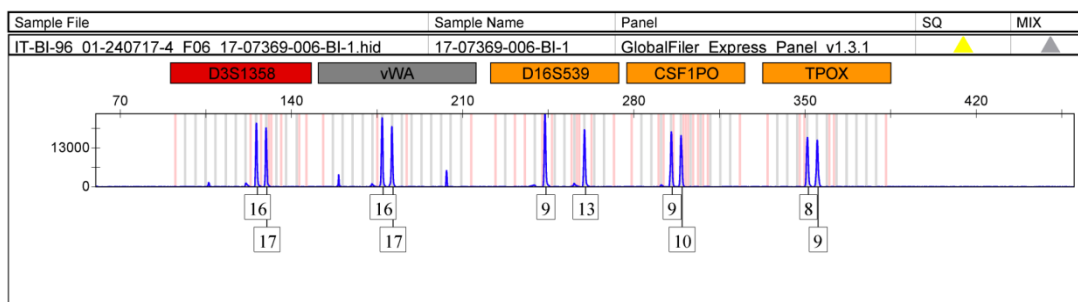 Sample File Sample Name Panel SQ MIX
IT-BI-96_01-240717-4_F06_17-07369-006-BI-1.hid 17-07369-006-BI-1 GlobalFiler_Express_Panel_v1.3.1
D3S1358 vWA D16S539 CSF1PO TPOX
70 140 210 280 350 420
13000
0
16 16 9 13 9 8
17 17 10 9